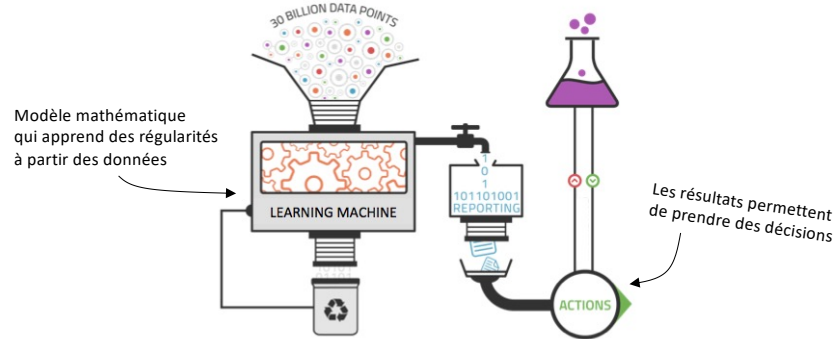 30 BILLION DATA POINTS
Modèle mathématique
qui apprend des régularités
à partir des données
LEARNING MACHINE
1
0
1
101101001
REPORTING
Les résultats permettent
de prendre des décisions
ACTIONS